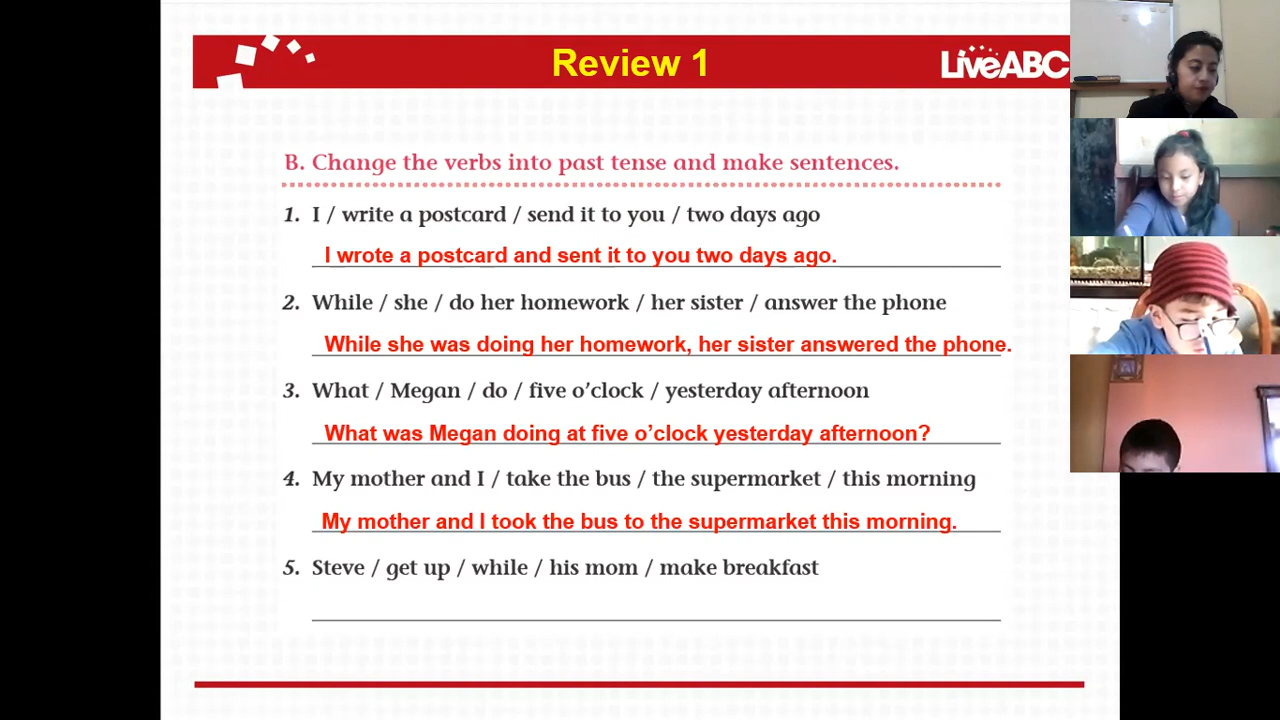 Review 1
LiveABC
B. Change the verbs into past tense and make sentences.
1. I / write a postcard / send it to you / two days ago
I wrote a postcard and sent it to you two days ago.
2. While / she / do her homework / her sister / answer the phone
While she was doing her homework, her sister answered the phone.
3. What / Megan / do / five o’clock / yesterday afternoon
What was Megan doing at five o’clock yesterday afternoon?
4. My mother and I / take the bus / the supermarket / this morning
My mother and I took the bus to the supermarket this morning.
5. Steve / get up / while / his mom / make breakfast